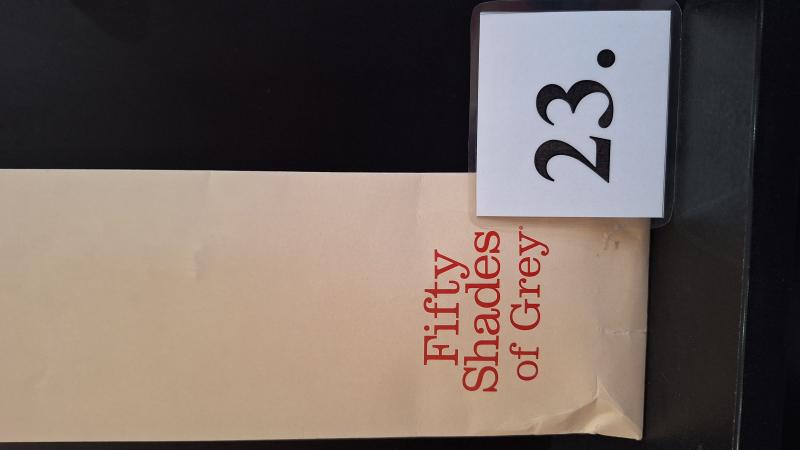 23.
Fifty
Shades
of Grey